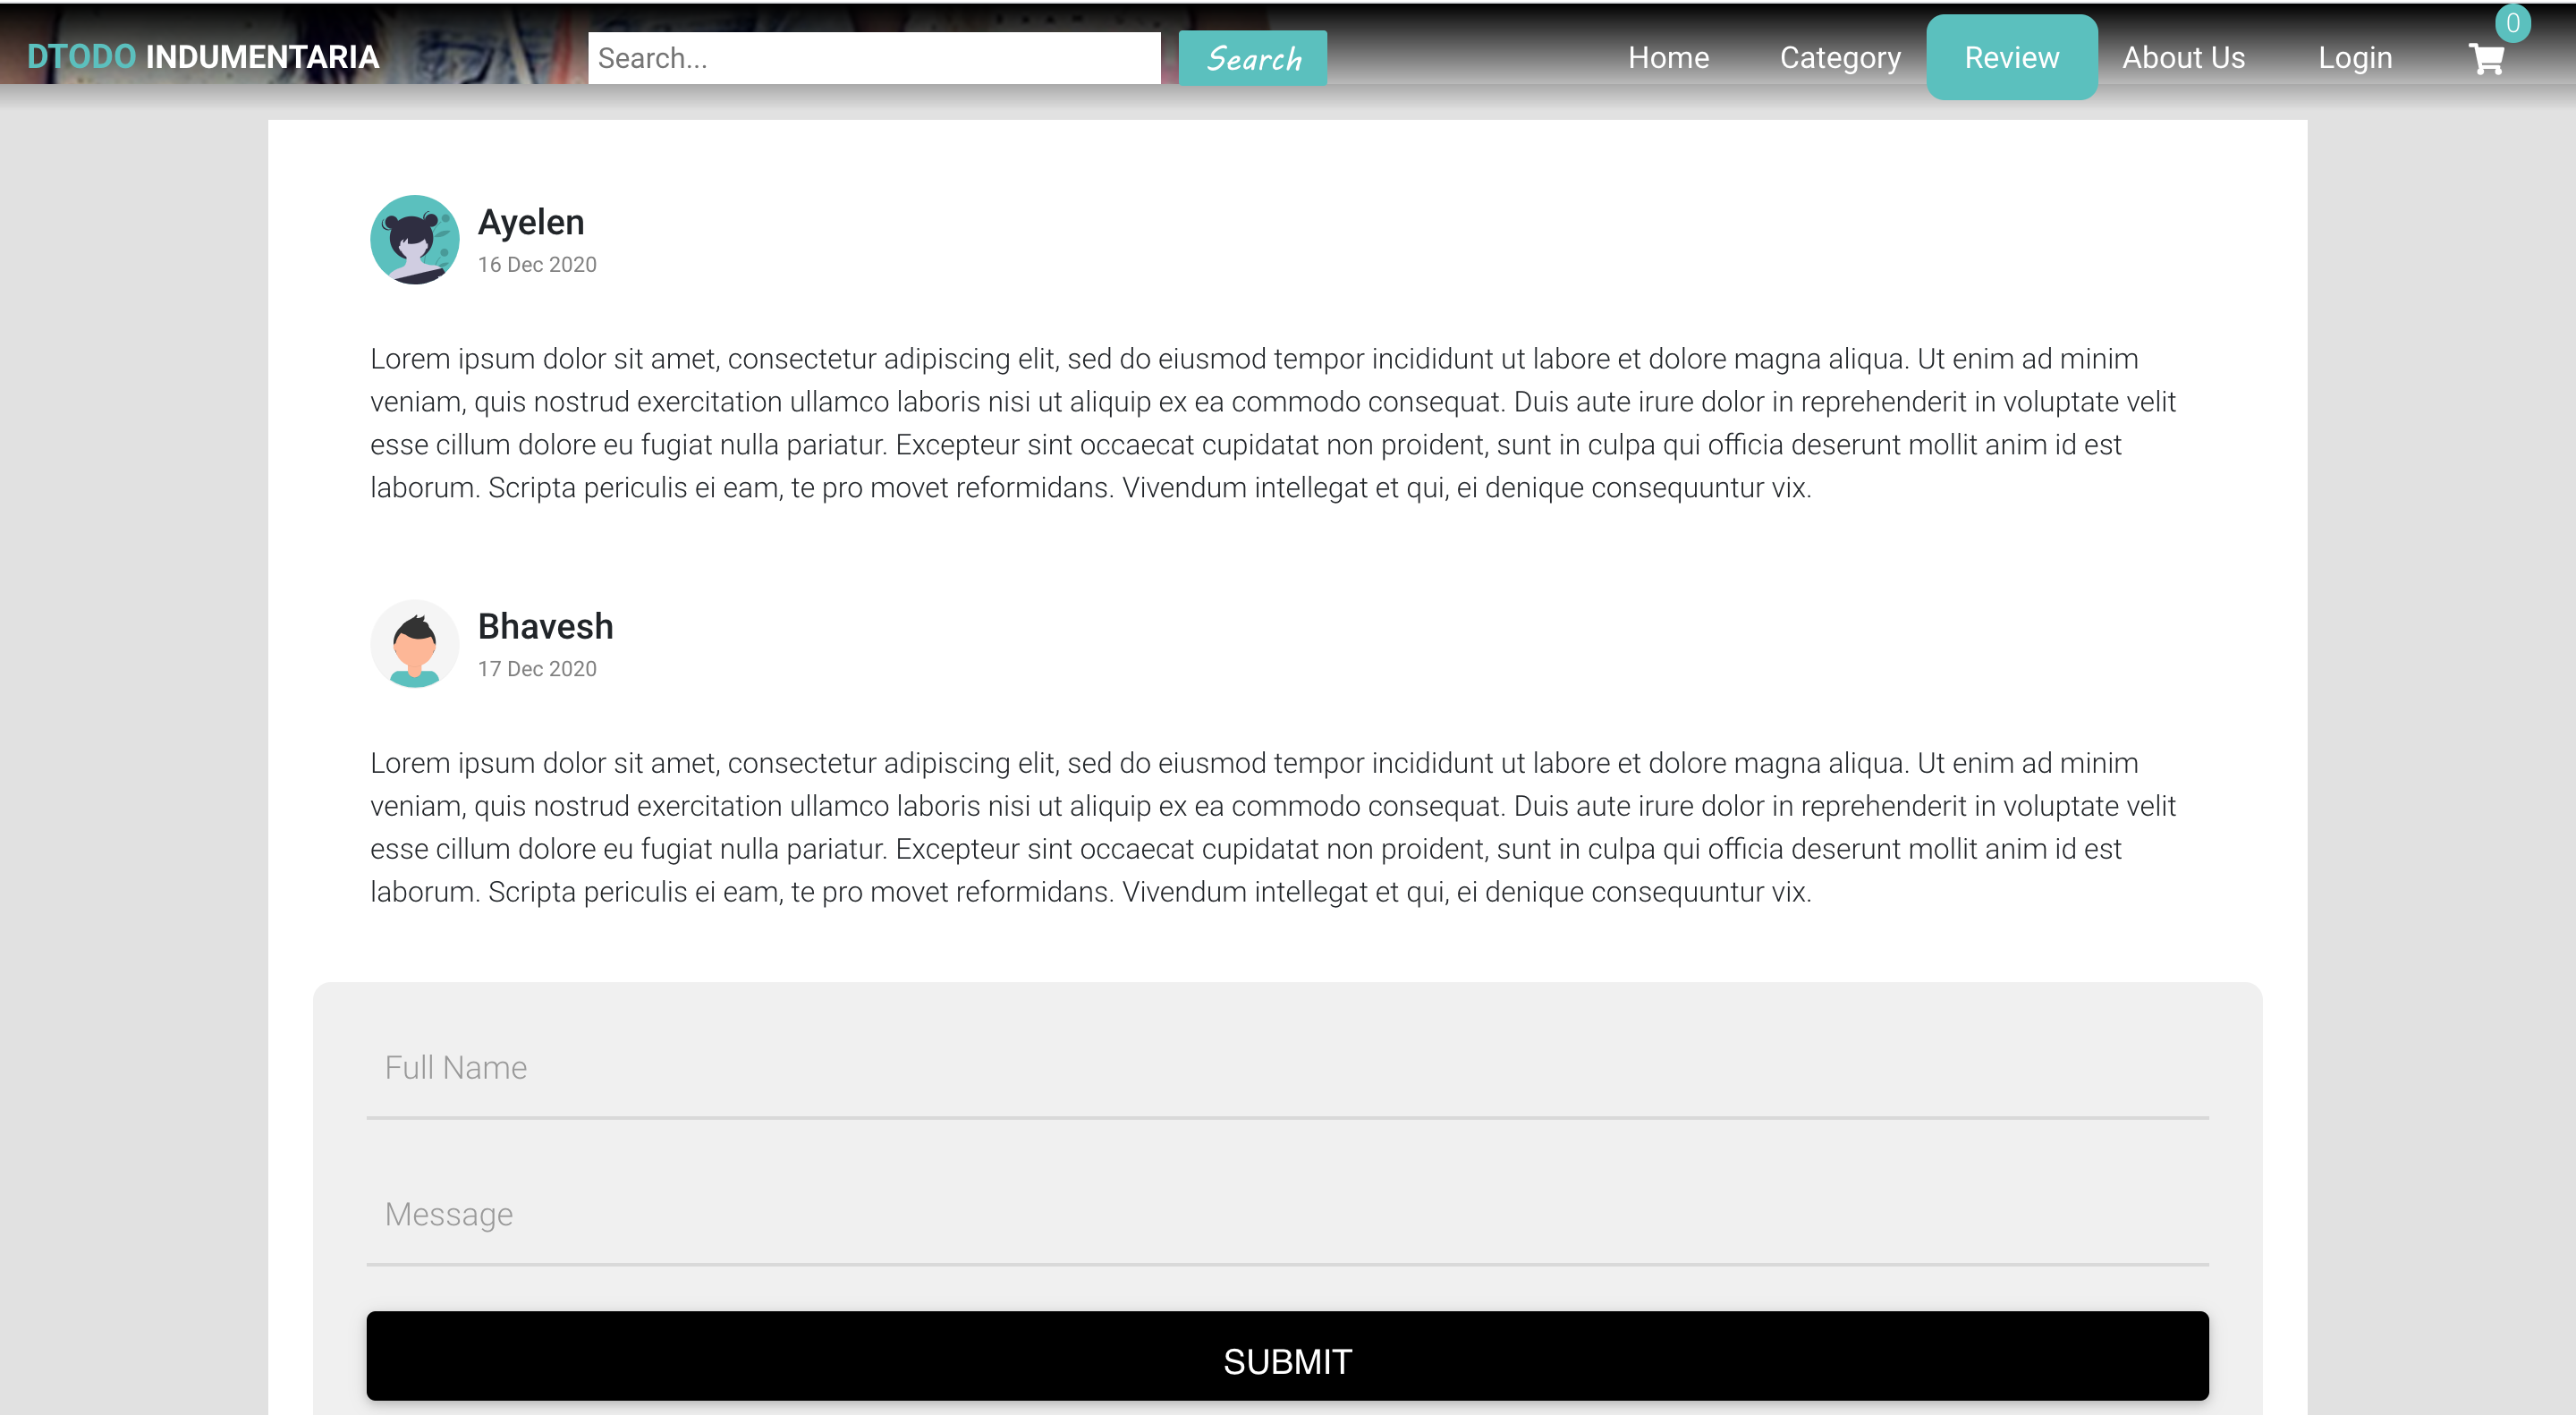 DTODO INDUMENTARIA
Search...
Search
Home
Category
Review
About Us
Login
0
Ayelen
16 Dec 2020
Lorem ipsum dolor sit amet, consectetur adipiscing elit, sed do eiusmod tempor incididunt ut labore et dolore magna aliqua. Ut enim ad minim
veniam, quis nostrud exercitation ullamco laboris nisi ut aliquip ex ea commodo consequat. Duis aute irure dolor in reprehenderit in voluptate velit
esse cillum dolore eu fugiat nulla pariatur. Excepteur sint occaecat cupidatat non proident, sunt in culpa qui officia deserunt mollit anim id est
laborum. Scripta periculis ei eam, te pro movet reformidans. Vivendum intellegat et qui, ei denique consequuntur vix.
Bhavesh
17 Dec 2020
Lorem ipsum dolor sit amet, consectetur adipiscing elit, sed do eiusmod tempor incididunt ut labore et dolore magna aliqua. Ut enim ad minim
veniam, quis nostrud exercitation ullamco laboris nisi ut aliquip ex ea commodo consequat. Duis aute irure dolor in reprehenderit in voluptate velit
esse cillum dolore eu fugiat nulla pariatur. Excepteur sint occaecat cupidatat non proident, sunt in culpa qui officia deserunt mollit anim id est
laborum. Scripta periculis ei eam, te pro movet reformidans. Vivendum intellegat et qui, ei denique consequuntur vix.
Full Name
Message
SUBMIT